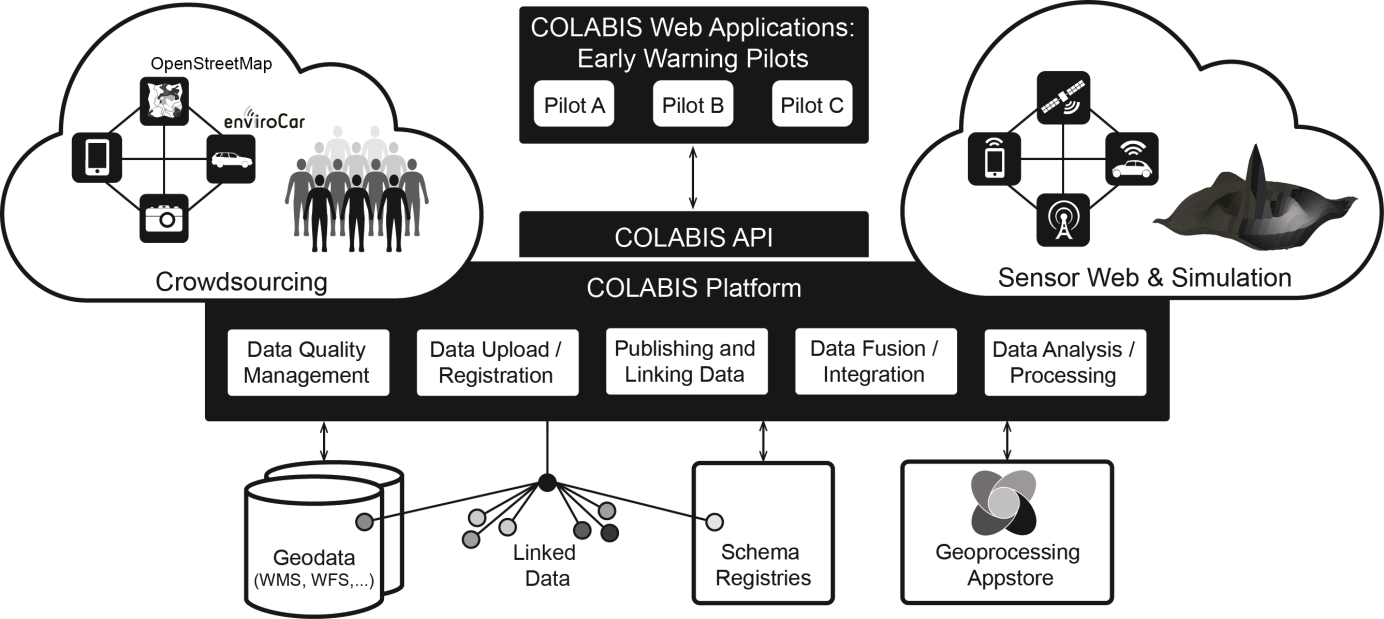 COLABIS Web Applications:
Early Warning Pilots
Pilot A
Pilot B
Pilot C
OpenStreetMap
enviroCar
Crowdsourcing
Sensor Web & Simulation
COLABIS API
COLABIS Platform
Data Quality
Management
Data Upload /
Registration
Publishing and
Linking Data
Data Fusion /
Integration
Data Analysis /
Processing
Geodata
(WMS, WFS,...)
Linked
Data
Schema
Registries
Geoprocessing
Appstore